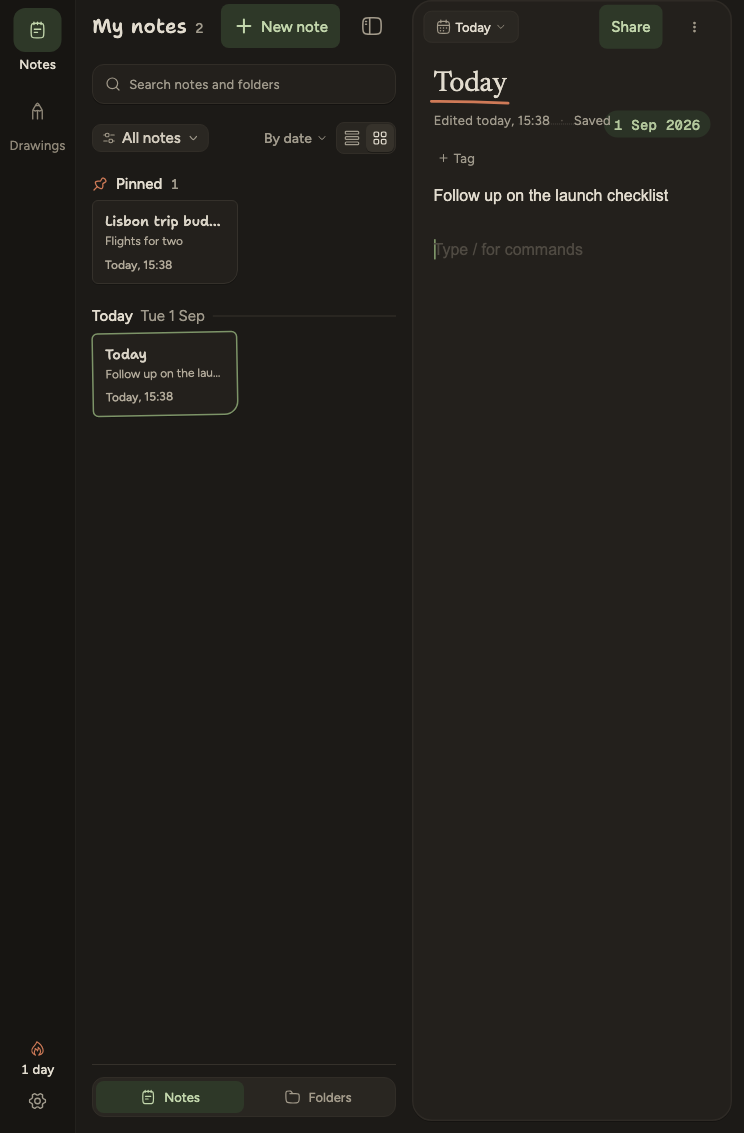 Notes
Drawings
1 day
My notes 2
New note
Search notes and folders
All notes
By date
Pinned 1
Lisbon trip bud...
Flights for two
Today, 15:38
Today Tue 1 Sep
Today
Follow up on the lau...
Today, 15:38
Notes
Folders
Today
Share
Today
Edited today, 15:38 · Saved
1 Sep 2026
+ Tag
Follow up on the launch checklist
Type / for commands